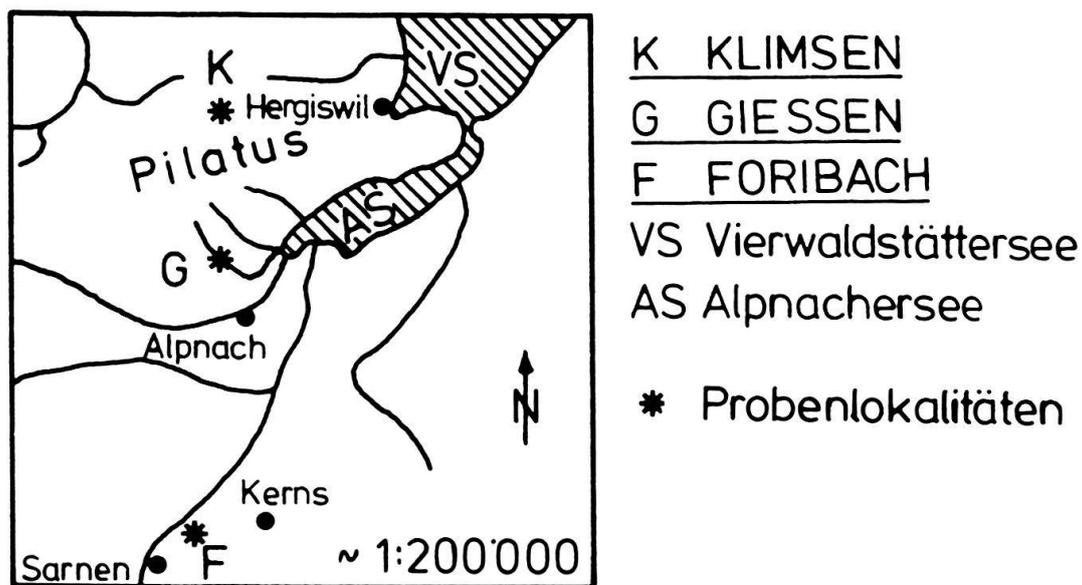 K
VS
Hergiswil
Pilatus
AS
G
Alpnach
N
Kerns
F
Sarnen
~ 1:200'000
K KLIMSEN
G GIESSEN
F FORIBACH
VS Vierwaldstättersee
AS Alpnachersee
* Probenlokalitäten